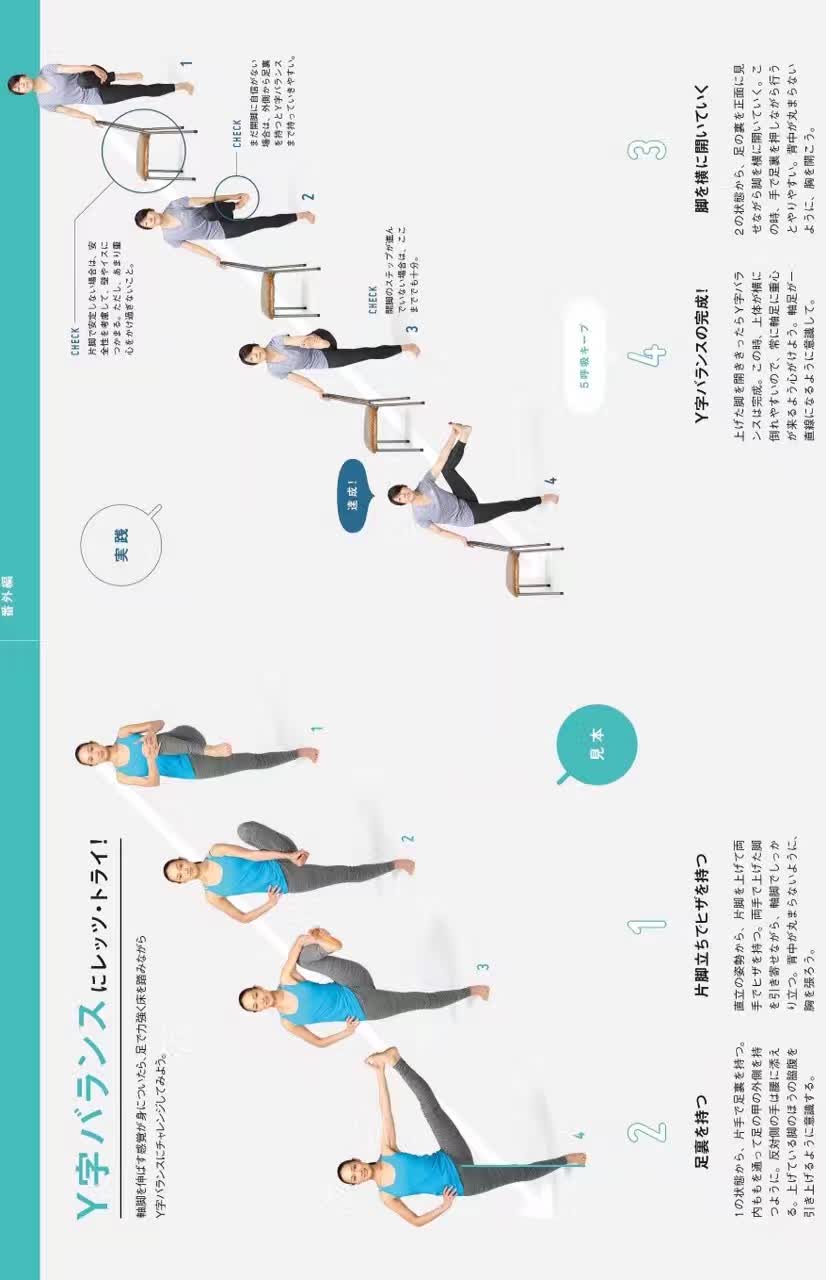 Y字バランスにレッツ・トライ!
軸脚を伸ばす感覚が身についたら、足で力強く床を踏みながら
Y字バランスにチャレンジしてみよう。
1
2
3
4
見本
2
足裏を持つ
1の状態から、片手で足裏を持つ。
内ももを通って足の甲の外側を持
つように。反対側の手は腰に添え
る。上げている脚のほうの脇腹を
引き上げるように意識する。
1
片脚立ちでヒザを持つ
直立の姿勢から、片脚を上げて両
手でヒザを持つ。両手で上げた脚
を引き寄せながら、軸脚でしっか
り立つ。背中が丸まらないように、
胸を張ろう。
番外編
実践
CHECK
片脚で安定しない場合は、安
全性を考慮して、壁やイスに
つかまる。ただし、あまり重
心をかけ過ぎないこと。
1
CHECK
まだ開脚に自信がない
場合は、外側から足裏
を持つとY字バランス
まで持っていきやすい。
2
CHECK
開脚のステップが進ん
でいない場合は、ここ
まででも十分。
3
達成!
4
5呼吸キープ
4
Y字バランスの完成!
上げた脚を開ききったらY字バラ
ンスは完成。この時、上体が横に
倒れやすいので、常に軸足に重心
が来るよう心がけよう。軸足が一
直線になるように意識して。
3
脚を横に開いていく
2の状態から、足の裏を正面に見
せながら脚を横に開いていく。こ
の時、手で足裏を押しながら行う
とやりやすい。背中が丸まらない
ように、胸を開こう。